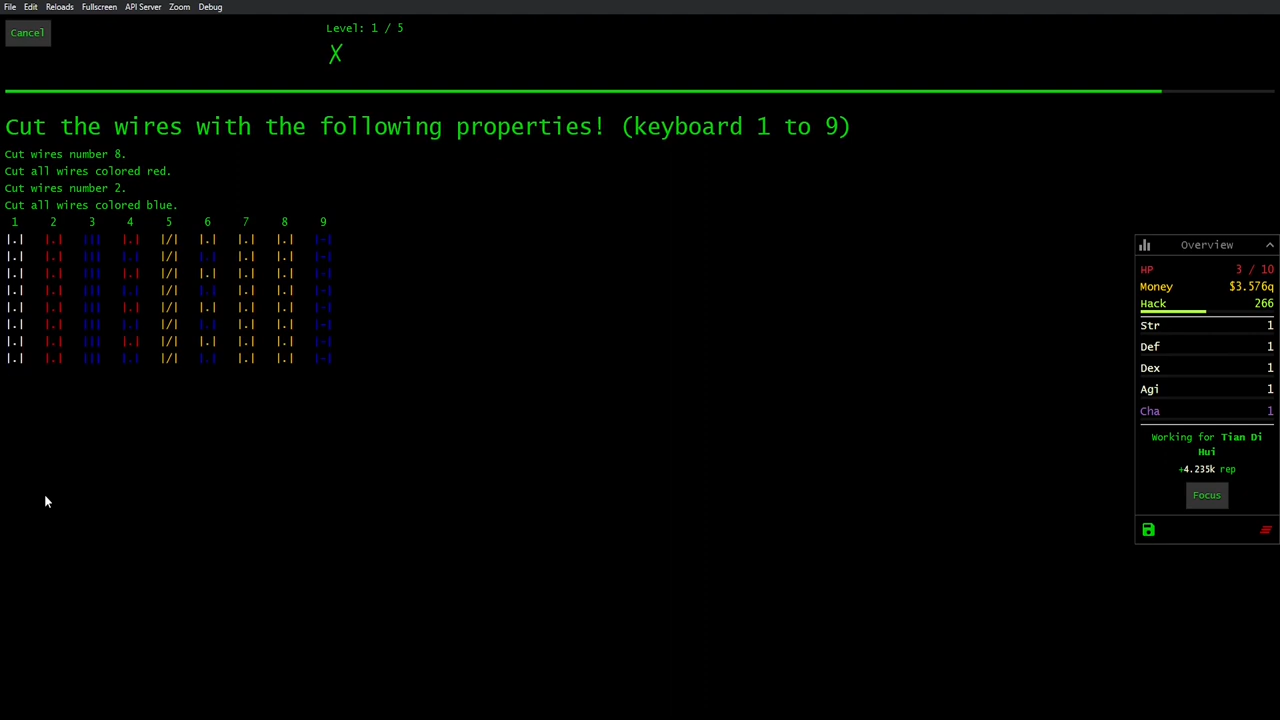 File Edit Reloads Fullscreen API Server Zoom Debug
Cancel
Level: 1 / 5
X
Cut the wires with the following properties! (keyboard 1 to 9)
Cut wires number 8.
Cut all wires colored red.
Cut wires number 2.
Cut all wires colored blue.
1 2 3 4 5 6 7 8 9
|.| |.| ||| |.| |/| |.| |.| |.| |-|
|.| |.| ||| |.| |/| |.| |.| |.| |-|
|.| |.| ||| |.| |/| |.| |.| |.| |-|
|.| |.| ||| |.| |/| |.| |.| |.| |-|
|.| |.| ||| |.| |/| |.| |.| |.| |-|
|.| |.| ||| |.| |/| |.| |.| |.| |-|
|.| |.| ||| |.| |/| |.| |.| |.| |-|
|.| |.| ||| |.| |/| |.| |.| |.| |-|
Overview
HP 3 / 10
Money $3.576q
Hack 266
Str 1
Def 1
Dex 1
Agi 1
Cha 1
Working for Tian Di
Hui
+4.235k rep
Focus